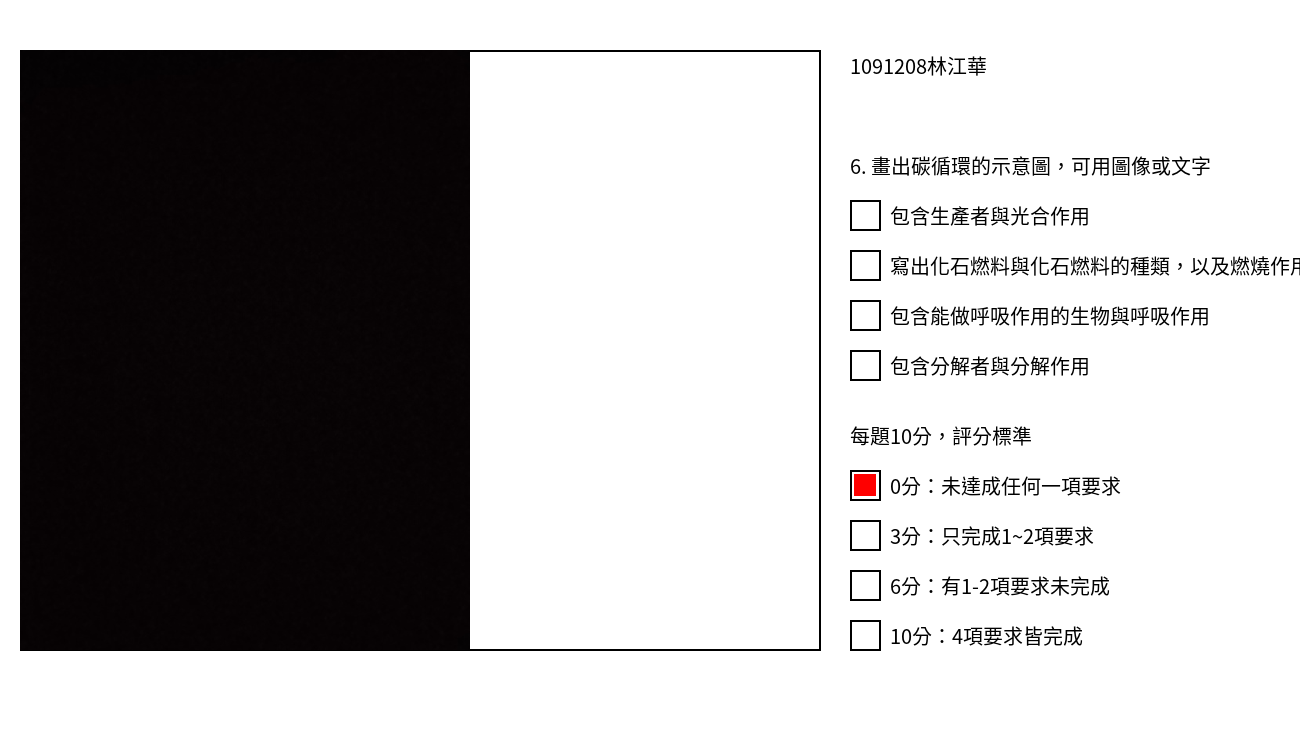 1091208林江華
6. 畫出碳循環的示意圖，可用圖像或文字
包含生產者與光合作用
寫出化石燃料與化石燃料的種類，以及燃燒作用
包含能做呼吸作用的生物與呼吸作用
包含分解者與分解作用
每題10分，評分標準
0分：未達成任何一項要求
3分：只完成1~2項要求
6分：有1-2項要求未完成
10分：4項要求皆完成